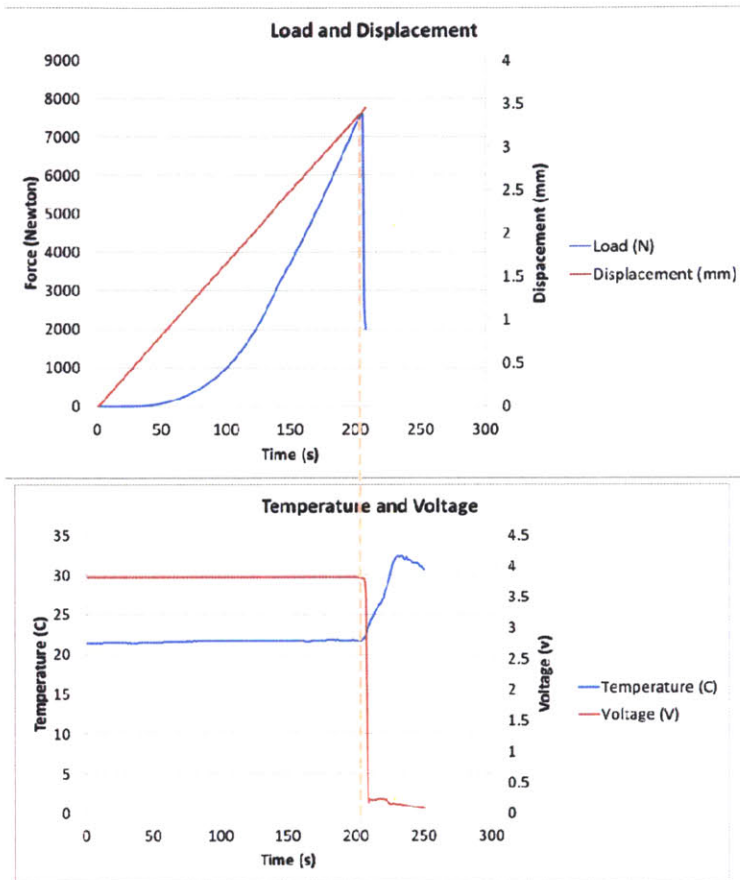 Load and Displacement
9000
8000
7000
6000
5000
4000
3000
2000
1000
0
Force (Newton)
4
3.5
3
2.5
2
1.5
1
0.5
0
Dispacement (mm)
0 50 100 150 200 250 300
Time (s)
Load (N)
Displacement (mm)
Temperature and Voltage
35
30
25
20
15
10
5
0
Temperature (C)
4.5
4
3.5
3
2.5
2
1.5
1
0.5
0
Voltage (v)
0 50 100 150 200 250 300
Time (s)
Temperature (C)
Voltage (V)